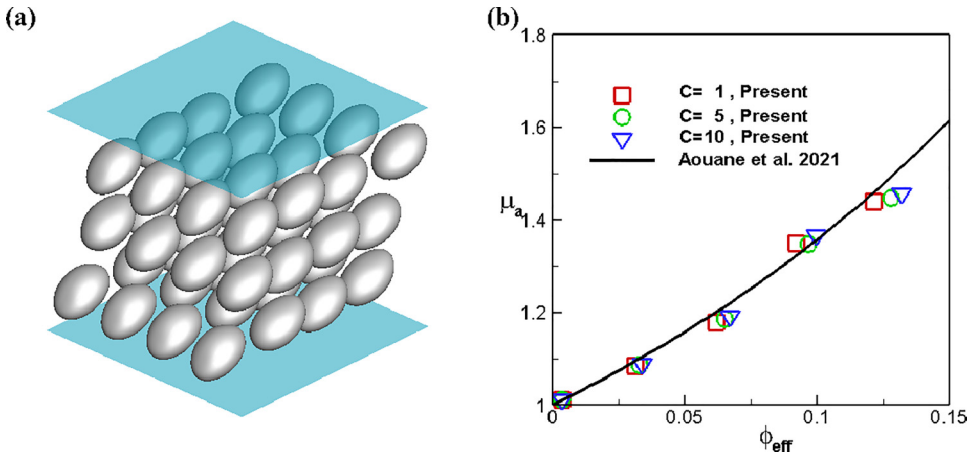 (a)
(b)
1.8
1.6
1.4
1.2
1
μa
C= 1 , Present
C= 5 , Present
C=10 , Present
Aouane et al. 2021
0 0.05 0.1 0.15
ϕeff